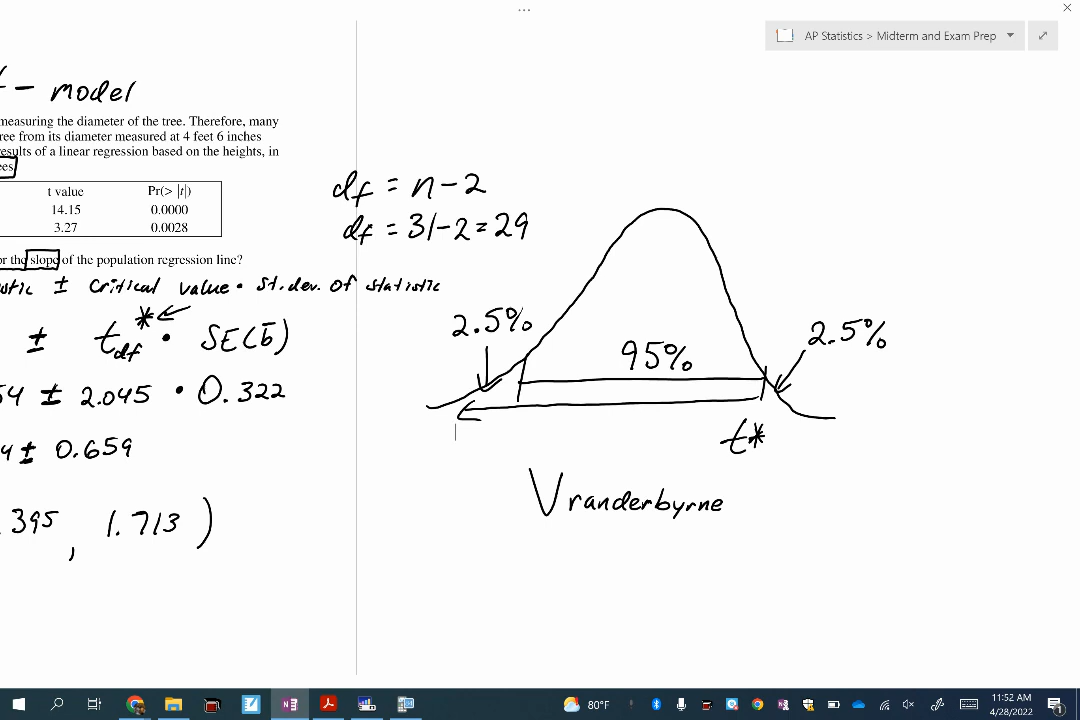 AP Statistics > Midterm and Exam Prep
- model
measuring the diameter of the tree. Therefore, many
ree from its diameter measured at 4 feet 6 inches
results of a linear regression based on the heights, in
ees
t value Pr(> |t|)
14.15 0.0000
3.27 0.0028
or the slope of the population regression line?
stic ± critical value · St. dev. of statistic
± t*df · SE(b)
54 ± 2.045 · 0.322
4 ± 0.659
.395 , 1.713 )
df = n - 2
df = 31 - 2 = 29
2.5%
95%
2.5%
t*
Vranderbyrne
80°F
11:52 AM
4/28/2022